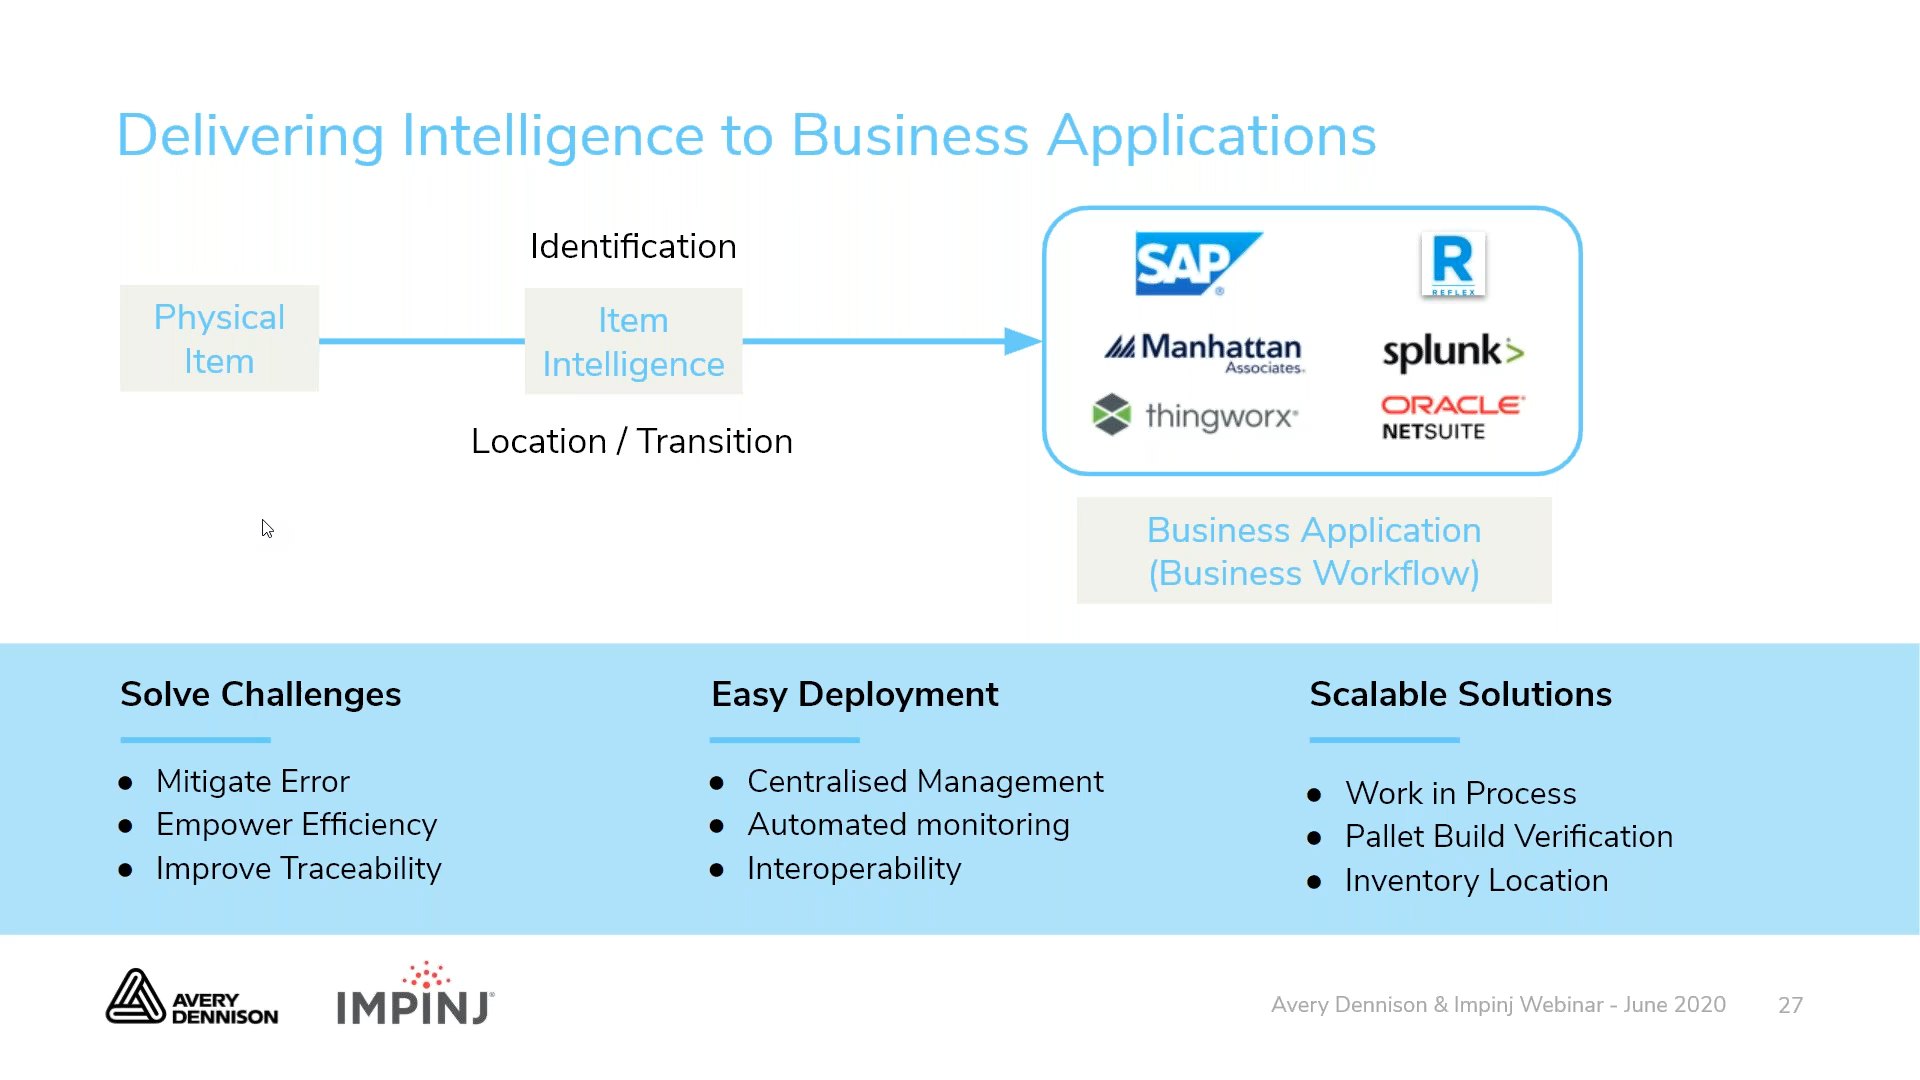 Delivering Intelligence to Business Applications
Identification
Physical
Item
Item
Intelligence
Location / Transition
SAP®
R
REFLEX
Manhattan
Associates®
splunk>
thingworx®
ORACLE®
NETSUITE
Business Application
(Business Workflow)
Solve Challenges
● Mitigate Error
● Empower Efficiency
● Improve Traceability
Easy Deployment
● Centralised Management
● Automated monitoring
● Interoperability
Scalable Solutions
● Work in Process
● Pallet Build Verification
● Inventory Location
AVERY
DENNISON
IMPINJ®
Avery Dennison & Impinj Webinar - June 2020
27